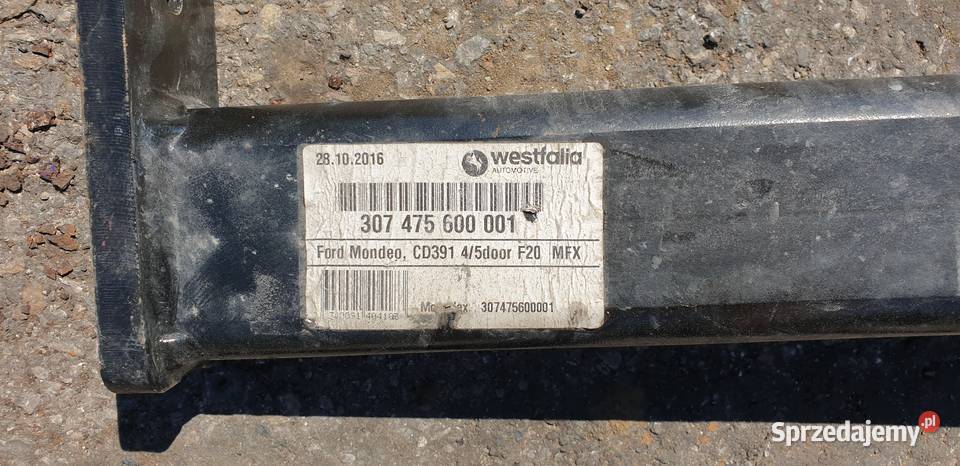 28.10.2016
westfalia
AUTOMOTIVE
307 475 600 001
Ford Mondeo, CD391 4/5door F20 MFX
307475600001
Sprzedajemy.pl